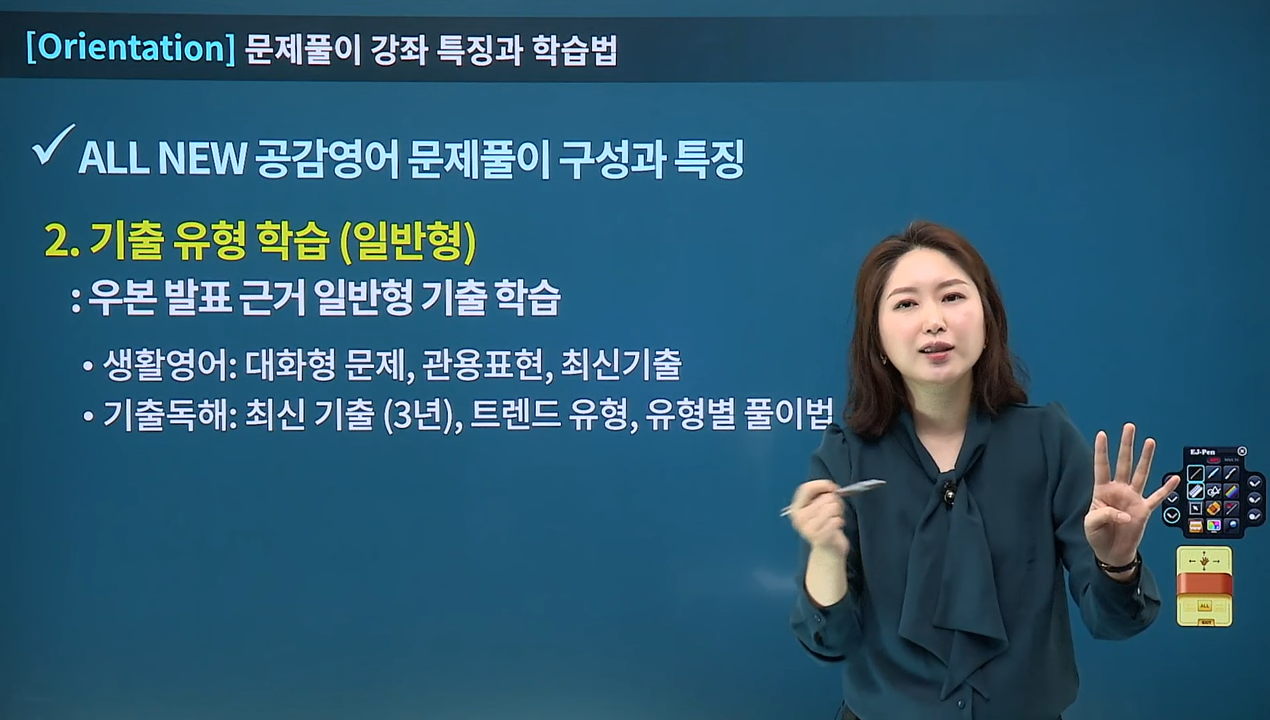 [Orientation] 문제풀이 강좌 특징과 학습법
ALL NEW 공감영어 문제풀이 구성과 특징
2. 기출 유형 학습 (일반형)
: 우본 발표 근거 일반형 기출 학습
• 생활영어: 대화형 문제, 관용표현, 최신기출
• 기출독해: 최신 기출 (3년), 트렌드 유형, 유형별 풀이법
EJ-Pen
ALL
EXIT